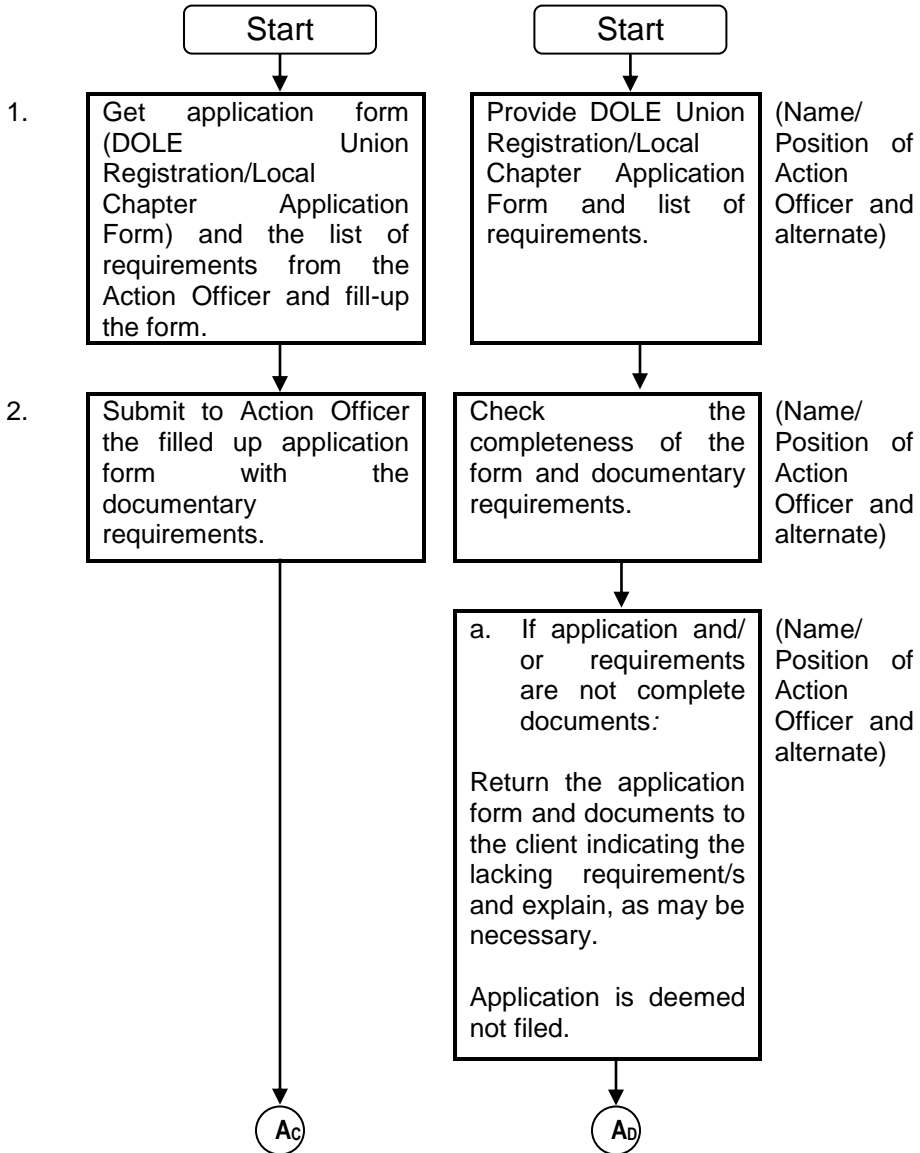 Start
Start
1.
Get application form
(DOLE Union
Registration/Local
Chapter Application
Form) and the list of
requirements from the
Action Officer and fill-up
the form.
Provide DOLE Union
Registration/Local
Chapter Application
Form and list of
requirements.
(Name/
Position of
Action
Officer and
alternate)
2.
Submit to Action Officer
the filled up application
form with the
documentary
requirements.
Check the
completeness of the
form and documentary
requirements.
(Name/
Position of
Action
Officer and
alternate)
a. If application and/
or requirements
are not complete
documents:
Return the application
form and documents to
the client indicating the
lacking requirement/s
and explain, as may be
necessary.
Application is deemed
not filed.
(Name/
Position of
Action
Officer and
alternate)
AC
AD